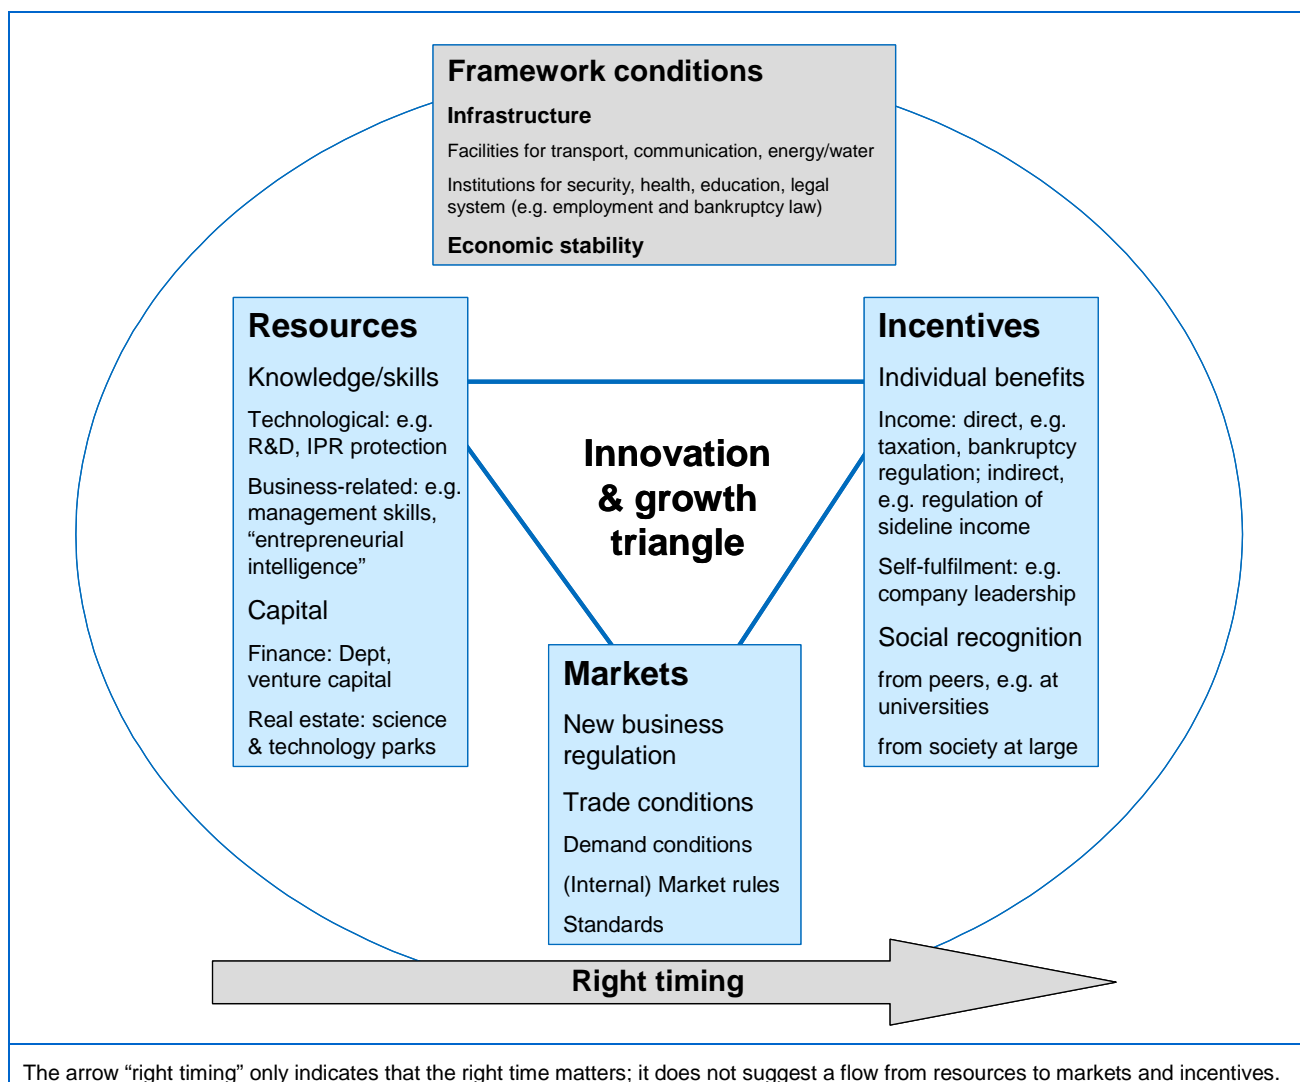 Framework conditions
Infrastructure
Facilities for transport, communication, energy/water
Institutions for security, health, education, legal
system (e.g. employment and bankruptcy law)
Economic stability
Resources
Knowledge/skills
Technological: e.g.
R&D, IPR protection
Business-related: e.g.
management skills,
“entrepreneurial
intelligence”
Capital
Finance: Dept,
venture capital
Real estate: science
& technology parks
Innovation
& growth
triangle
Incentives
Individual benefits
Income: direct, e.g.
taxation, bankruptcy
regulation; indirect,
e.g. regulation of
sideline income
Self-fulfilment: e.g.
company leadership
Social recognition
from peers, e.g. at
universities
from society at large
Markets
New business
regulation
Trade conditions
Demand conditions
(Internal) Market rules
Standards
Right timing
The arrow “right timing” only indicates that the right time matters; it does not suggest a flow from resources to markets and incentives.